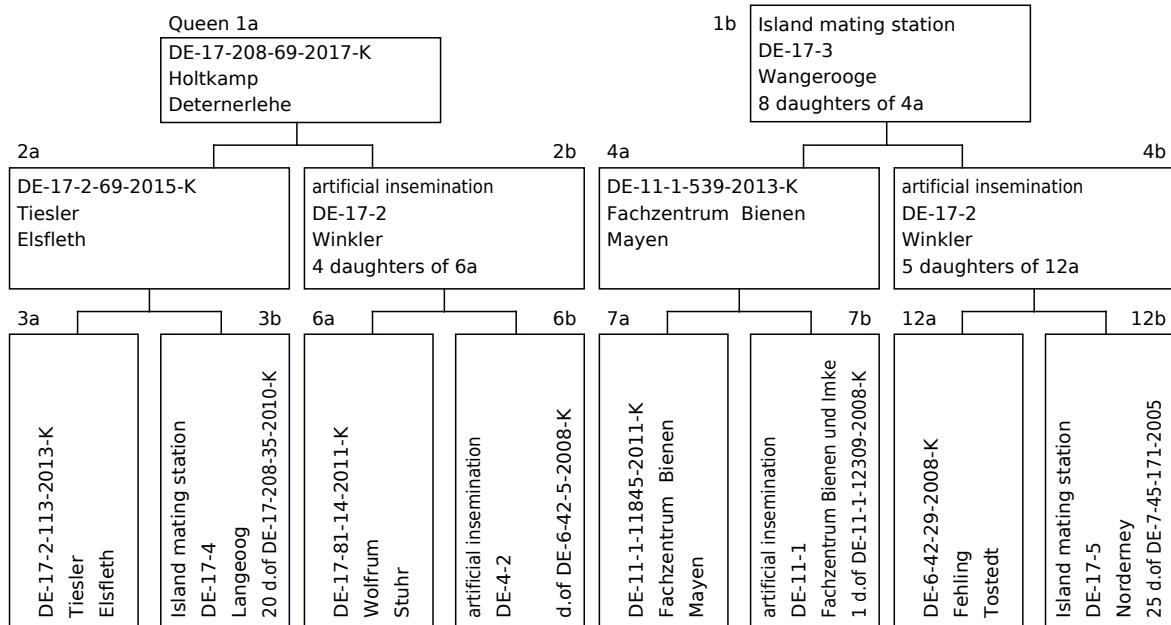 Queen 1a
DE-17-208-69-2017-K
Holtkamp
Deternerlehe
1b
Island mating station
DE-17-3
Wangerooge
8 daughters of 4a
2a
DE-17-2-69-2015-K
Tiesler
Elsfleth
2b
artificial insemination
DE-17-2
Winkler
4 daughters of 6a
4a
DE-11-1-539-2013-K
Fachzentrum Bienen
Mayen
4b
artificial insemination
DE-17-2
Winkler
5 daughters of 12a
3a
DE-17-2-113-2013-K
Tiesler
Elsfleth
3b
Island mating station
DE-17-4
Langeoog
20 d.of DE-17-208-35-2010-K
6a
DE-17-81-14-2011-K
Wolfrum
Stuhr
6b
artificial insemination
DE-4-2
d.of DE-6-42-5-2008-K
7a
DE-11-1-11845-2011-K
Fachzentrum Bienen
Mayen
7b
artificial insemination
DE-11-1
Fachzentrum Bienen und Imke
1 d.of DE-11-1-12309-2008-K
12a
DE-6-42-29-2008-K
Fehling
Tostedt
12b
Island mating station
DE-17-5
Norderney
25 d.of DE-7-45-171-2005